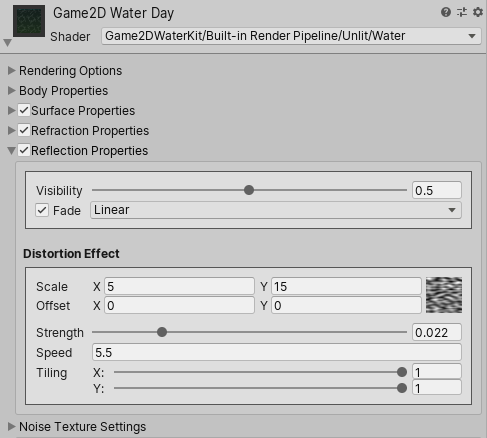 Game2D Water Day
Shader Game2DWaterKit/Built-in Render Pipeline/Unlit/Water
Rendering Options
Body Properties
Surface Properties
Refraction Properties
Reflection Properties
Visibility 0.5
Fade Linear
Distortion Effect
Scale X 5 Y 15
Offset X 0 Y 0
Strength 0.022
Speed 5.5
Tiling X: 1
Y: 1
Noise Texture Settings